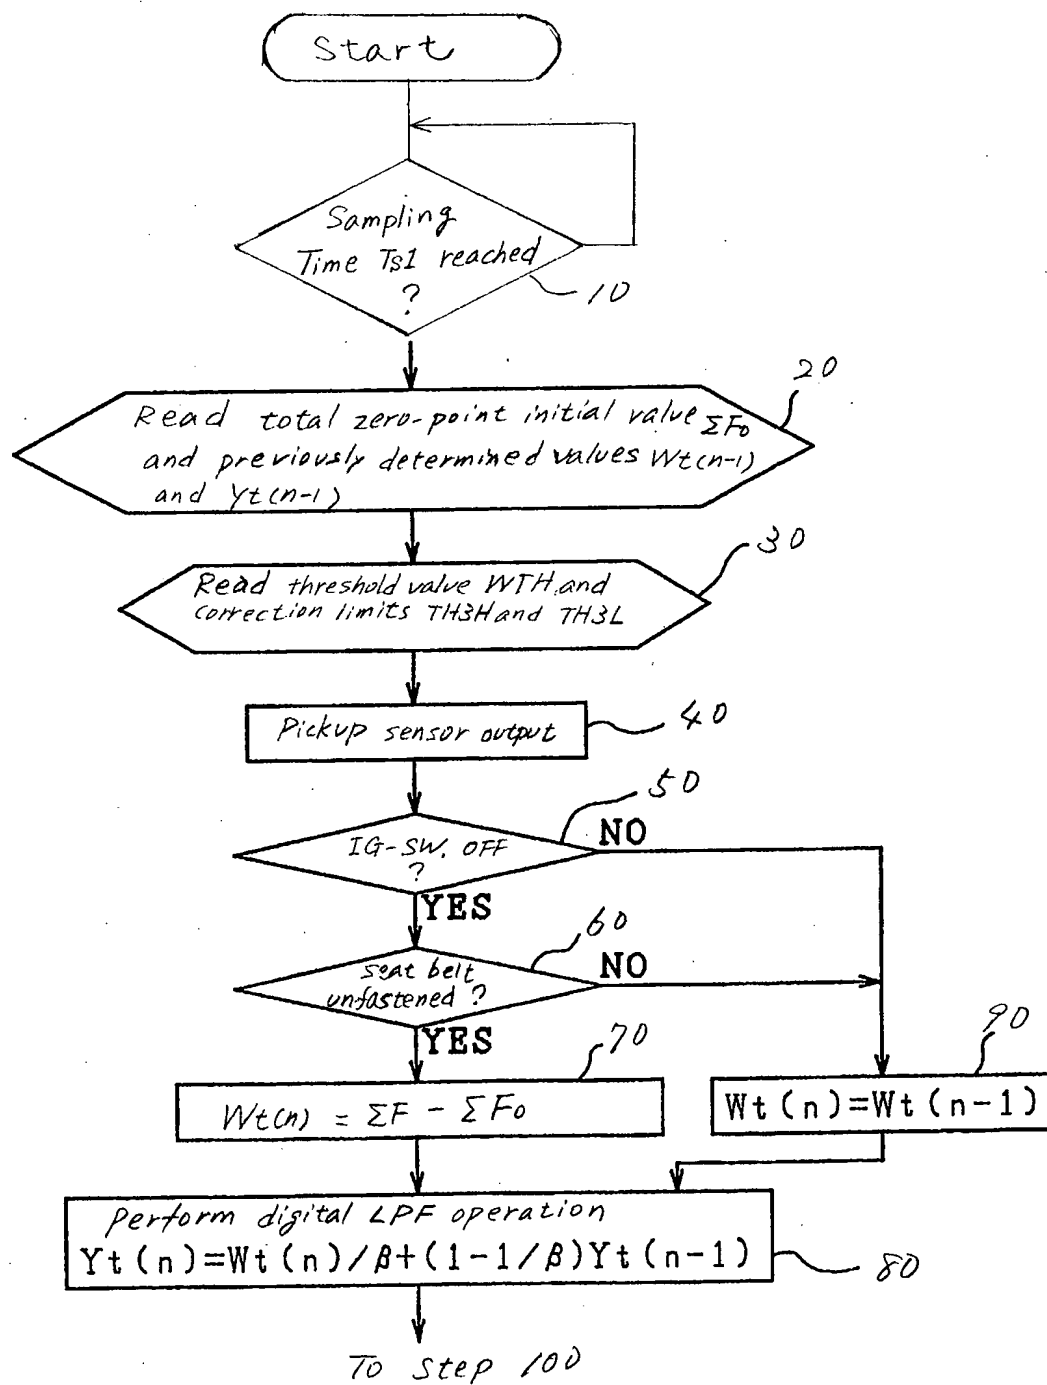 Start
Sampling
Time Ts1 reached
?
10
20
Read total zero-point initial value ΣFo
and previously determined values Wt(n-1)
and Yt(n-1)
30
Read threshold value WTH and
correction limits TH3H and TH3L
Pickup sensor output
40
50
IG-SW. OFF
?
NO
YES
60
seat belt
unfastened ?
NO
YES
70
90
Wt(n) = ΣF - ΣFo
Wt(n)=Wt(n-1)
Perform digital LPF operation
Yt(n)=Wt(n)/β+(1-1/β)Yt(n-1)
80
To Step 100